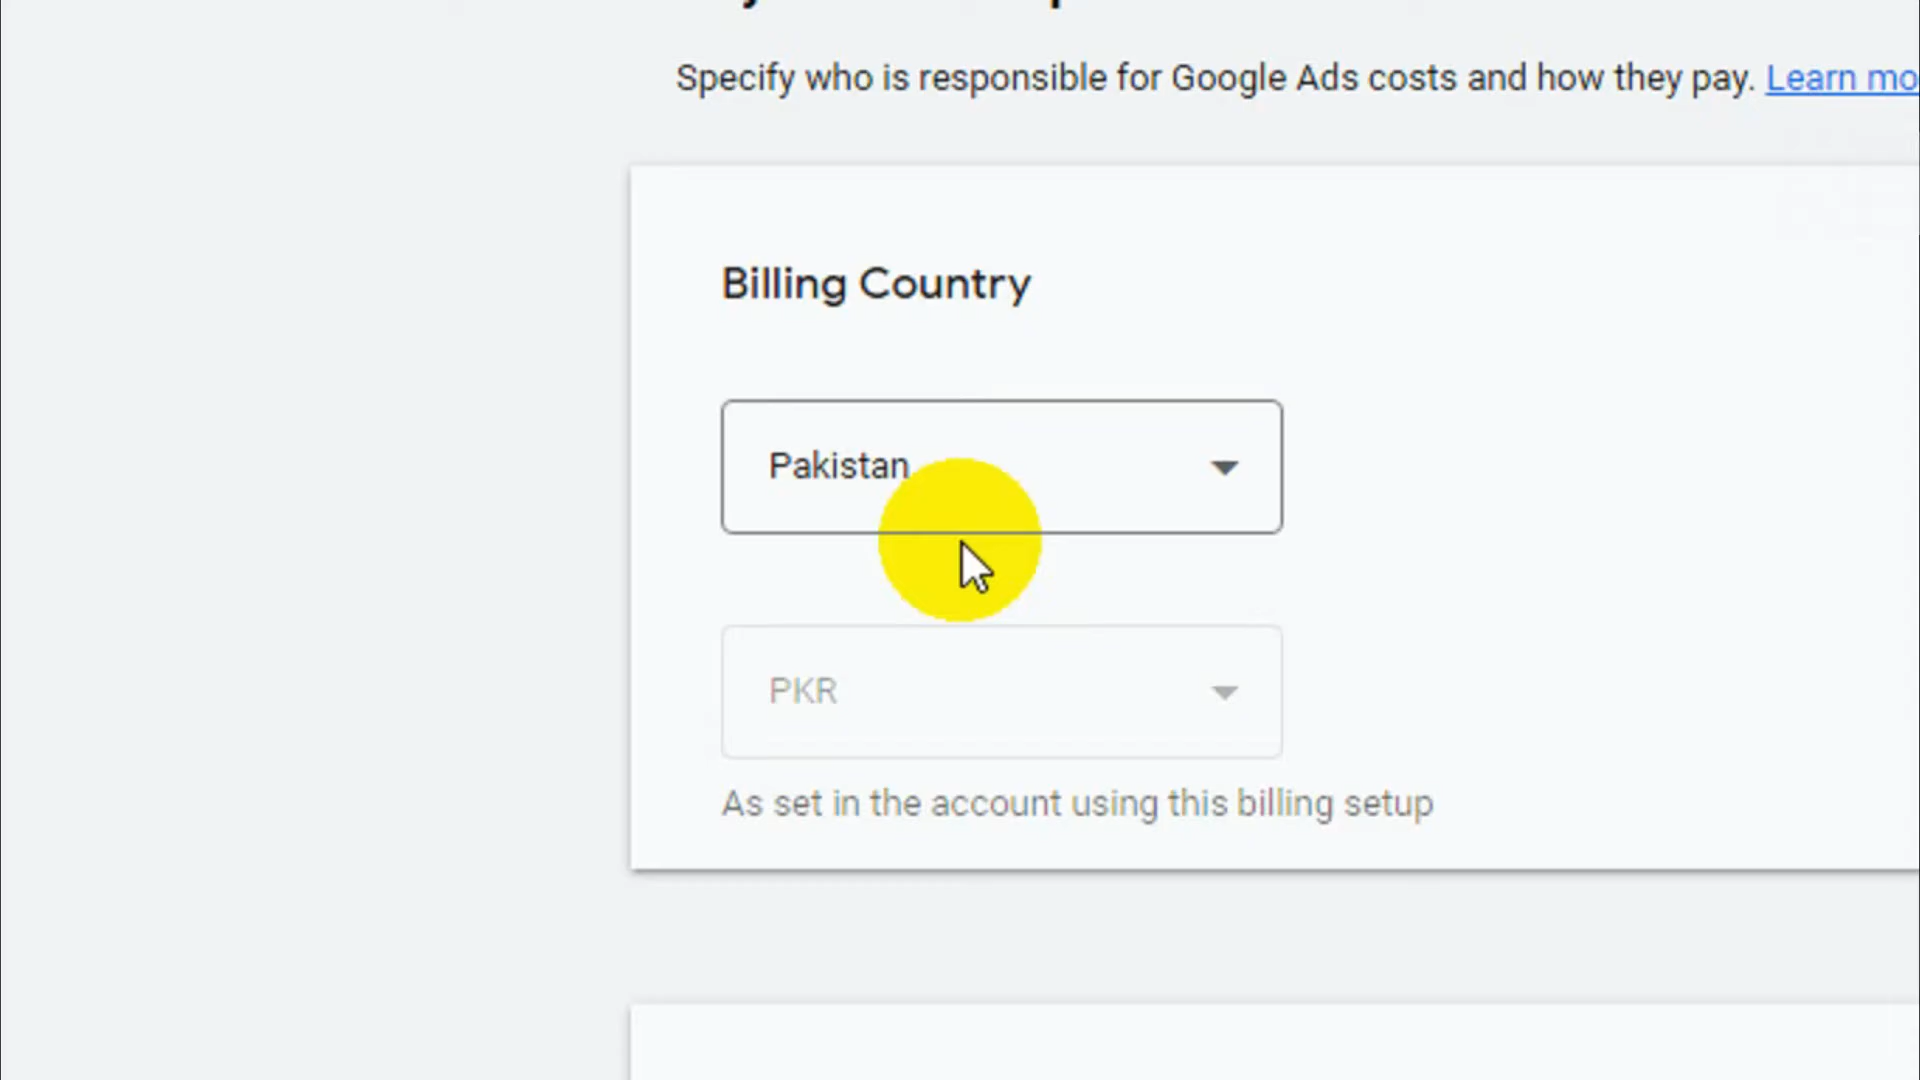 Specify who is responsible for Google Ads costs and how they pay. Learn mo
Billing Country
Pakistan
PKR
As set in the account using this billing setup